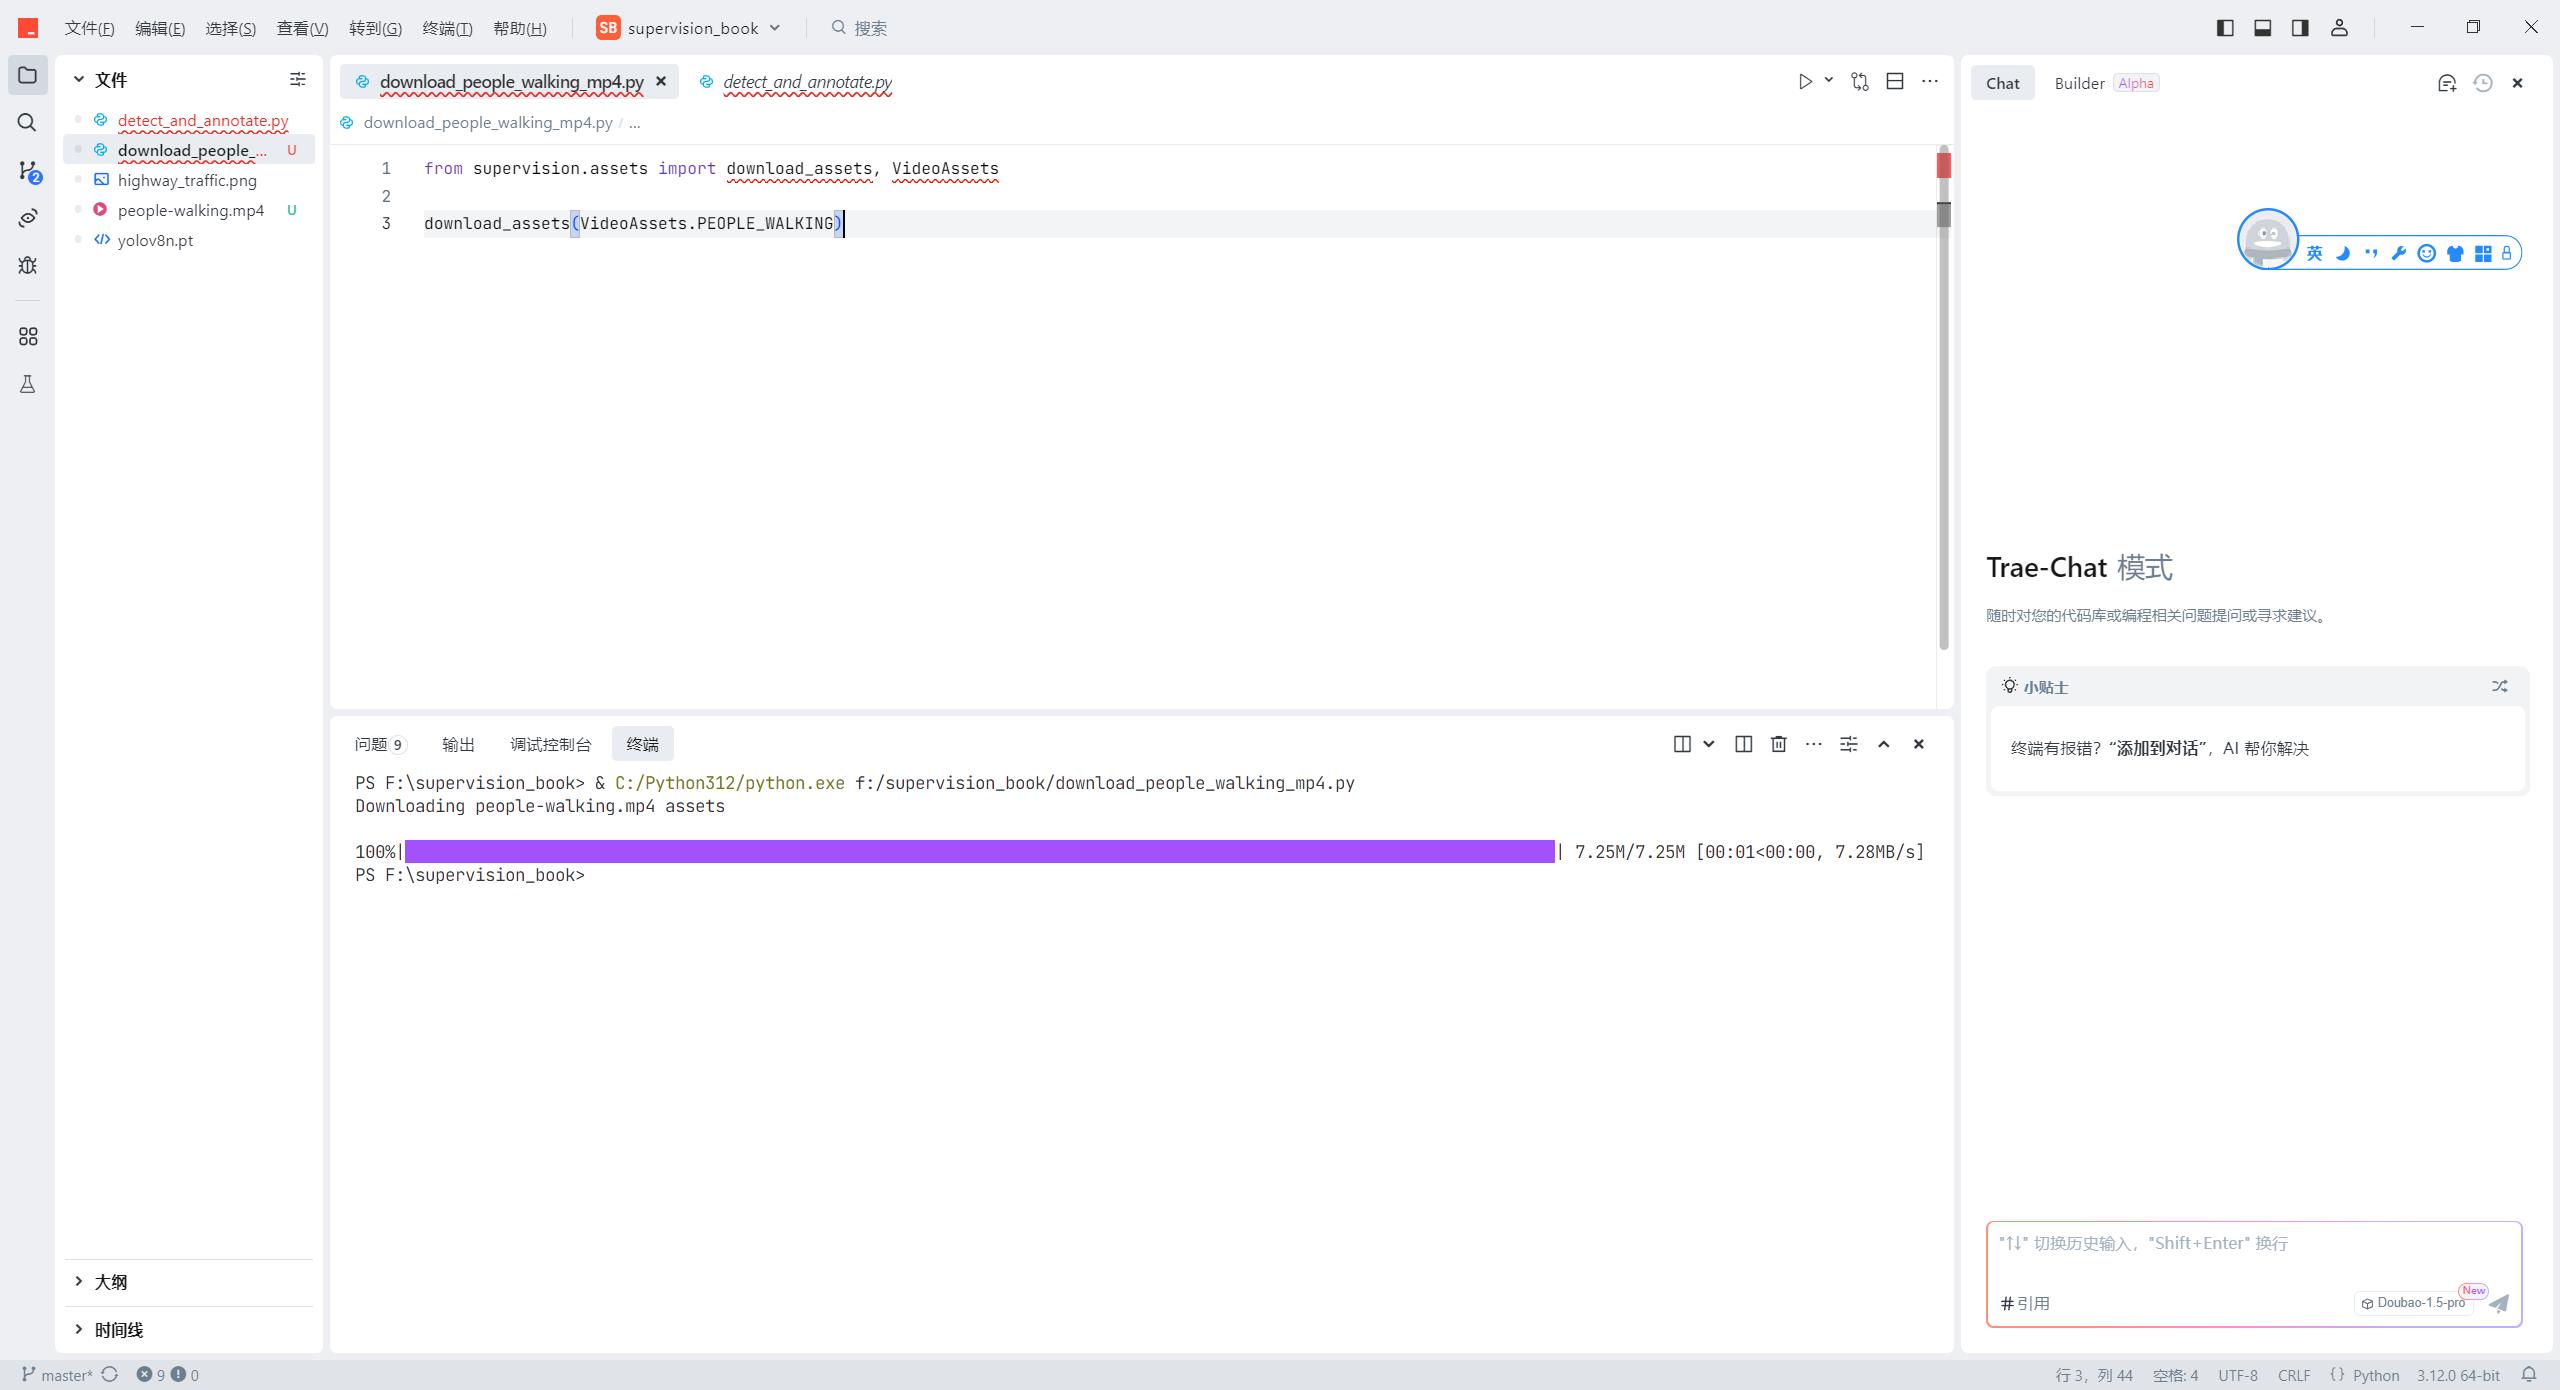 文件(F) 编辑(E) 选择(S) 查看(V) 转到(G) 终端(T) 帮助(H) SB supervision_book 搜索
文件
detect_and_annotate.py
download_people_... U
highway_traffic.png
people-walking.mp4 U
yolov8n.pt
大纲
时间线
2
download_people_walking_mp4.py detect_and_annotate.py
download_people_walking_mp4.py / ...
1 from supervision.assets import download_assets, VideoAssets
2
3 download_assets(VideoAssets.PEOPLE_WALKING)
问题 9 输出 调试控制台 终端
PS F:\supervision_book> & C:/Python312/python.exe f:/supervision_book/download_people_walking_mp4.py
Downloading people-walking.mp4 assets
100%| | 7.25M/7.25M [00:01<00:00, 7.28MB/s]
PS F:\supervision_book>
Chat Builder Alpha
英
Trae-Chat 模式
随时对您的代码库或编程相关问题提问或寻求建议。
小贴士
终端有报错？“添加到对话”，AI 帮你解决
"↑↓" 切换历史输入，"Shift+Enter" 换行
New
#引用 Doubao-1.5-pro
master* 9 0 行 3，列 44 空格: 4 UTF-8 CRLF {} Python 3.12.0 64-bit